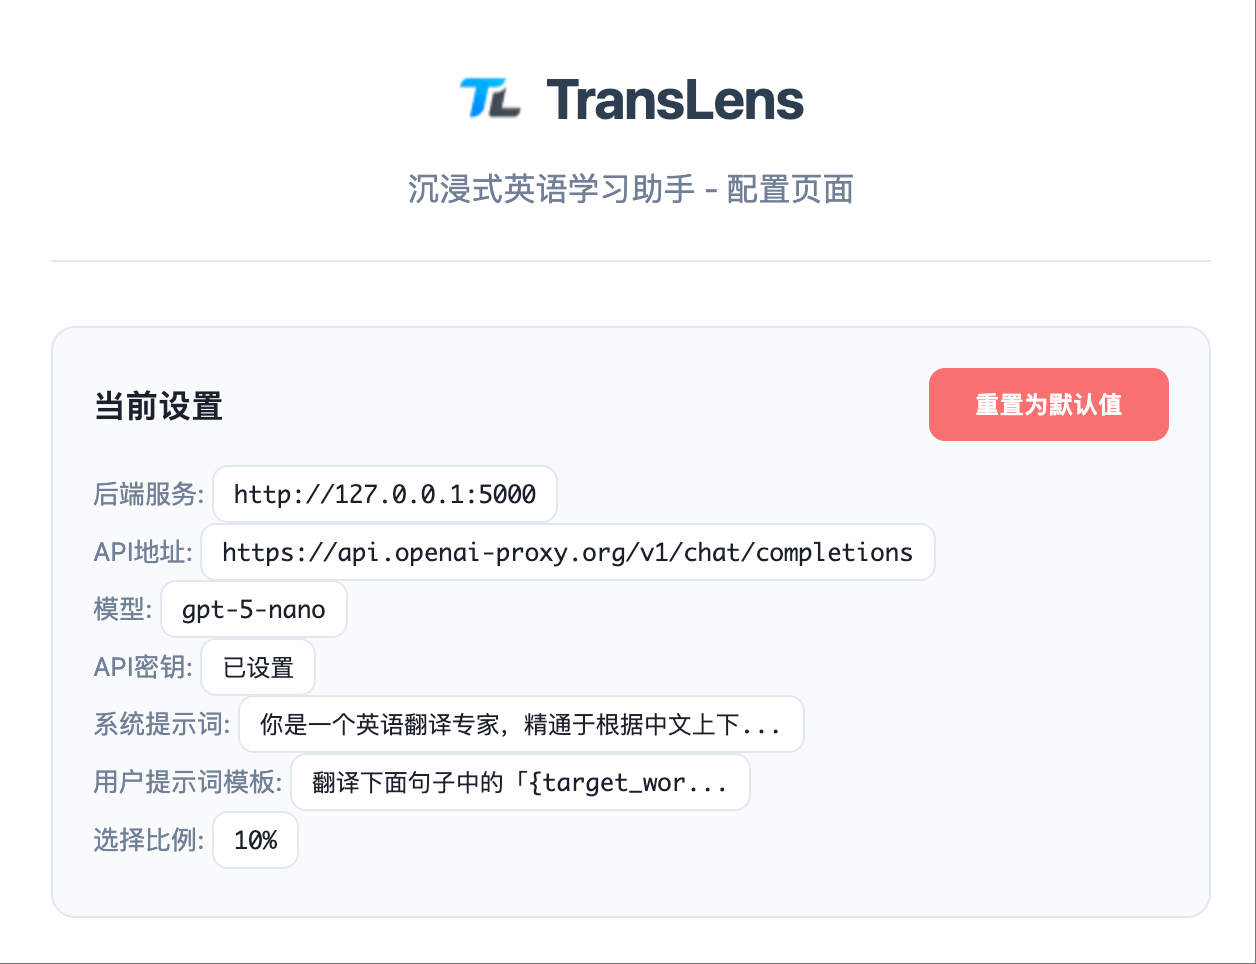 TL TransLens
沉浸式英语学习助手 - 配置页面
当前设置
重置为默认值
后端服务: http://127.0.0.1:5000
API地址: https://api.openai-proxy.org/v1/chat/completions
模型: gpt-5-nano
API密钥: 已设置
系统提示词: 你是一个英语翻译专家，精通于根据中文上下...
用户提示词模板: 翻译下面句子中的「{target_wor...
选择比例: 10%